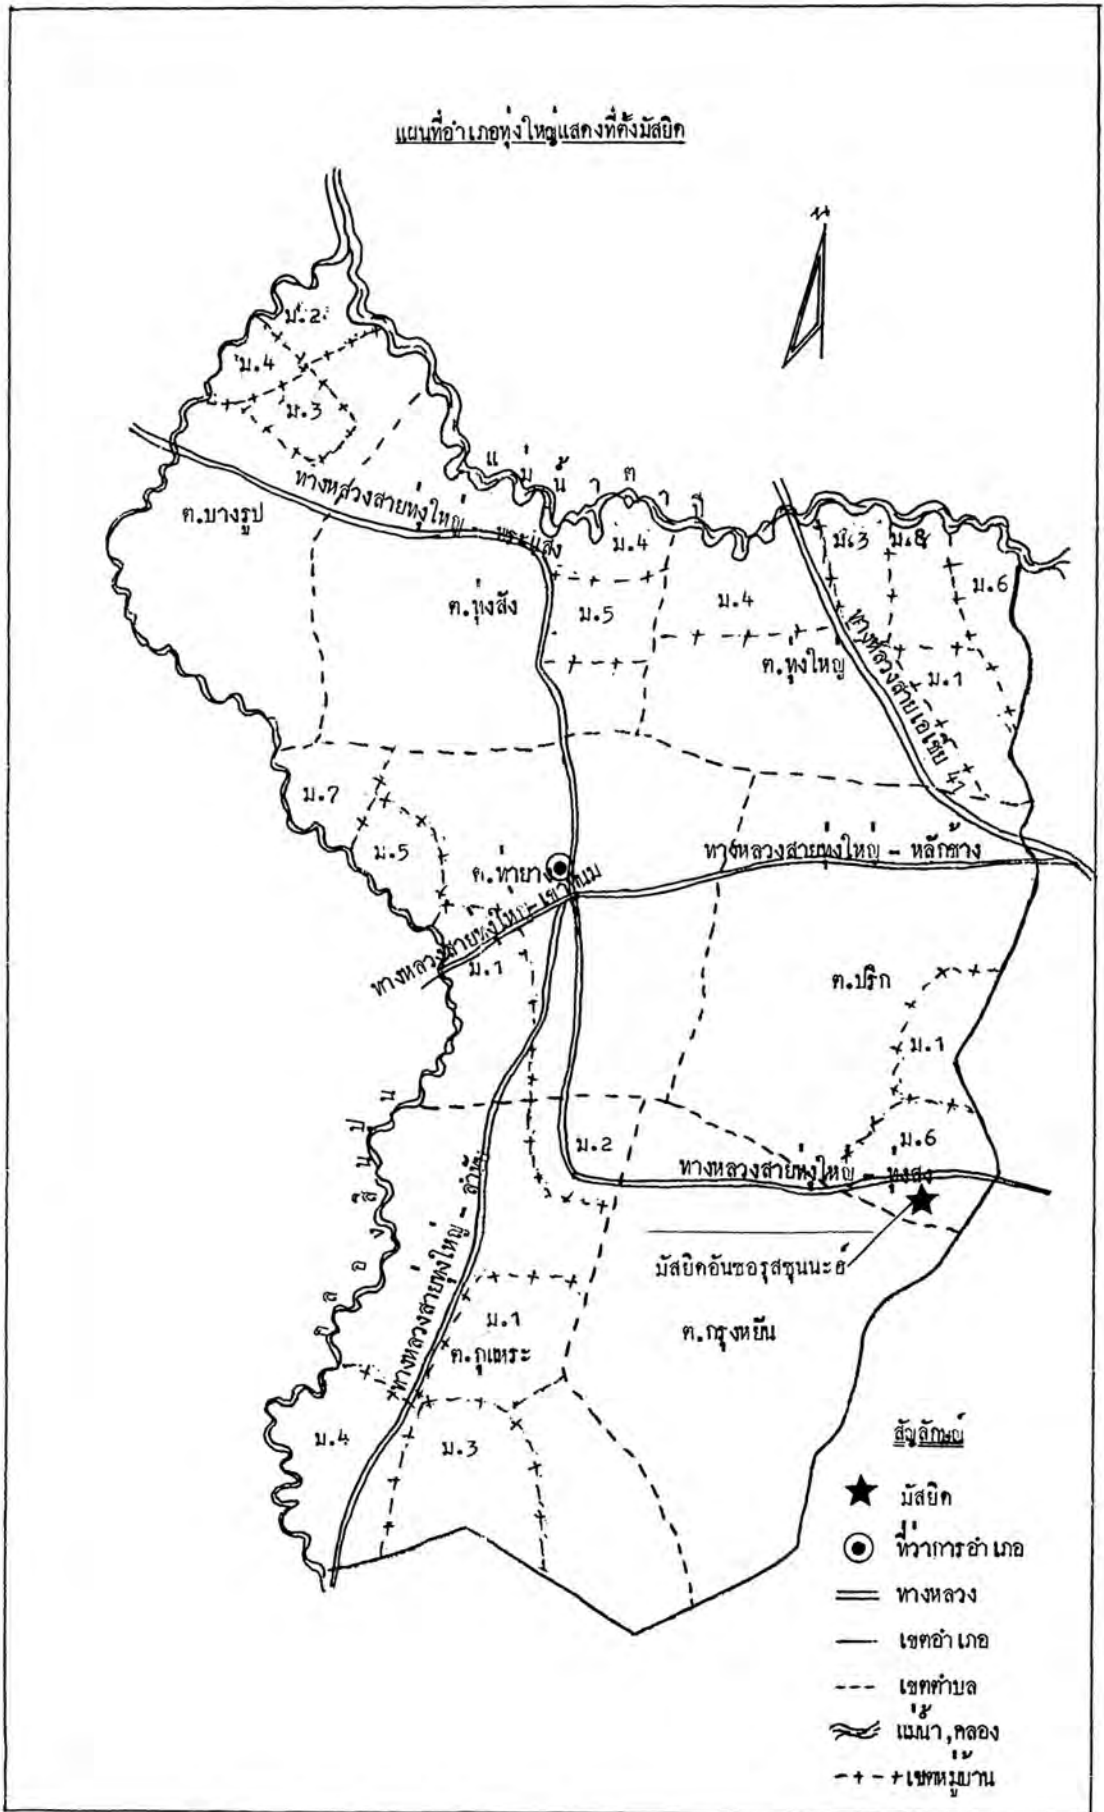 แผนที่อำเภอทุ่งใหญ่แสดงที่ตั้งมัสยิด
N
ม.2
ม.4
ม.3
แม่น้ำตาปี
ทางหลวงสายทุ่งใหญ่ - พระแสง
ต.บางรูป
ม.4
ม.3
ม.8
ม.6
ต.ทุ่งสัง
ม.5
ม.4
ต.ทุ่งใหญ่
ม.1
ทางหลวงสายเอเซีย 41
ม.7
ม.5
ต.ท่ายาง
ทางหลวงสายทุ่งใหญ่ - หลักช้าง
ทางหลวงสายทุ่งใหญ่ - เขาพนม
ม.1
ต.ปริก
ม.1
ม.2
ม.6
ทางหลวงสายทุ่งใหญ่ - ทุ่งสง
คลองสินปุน
ทางหลวงสายทุ่งใหญ่ - ลำทับ
มัสยิดอันซอรุสซุนนะฮ์
ม.1
ต.กุแหระ
ต.กรุงหยัน
ม.4
ม.3
สัญลักษณ์
มัสยิด
ที่ว่าการอำเภอ
ทางหลวง
เขตอำเภอ
เขตตำบล
แม่น้ำ,คลอง
เขตหมู่บ้าน